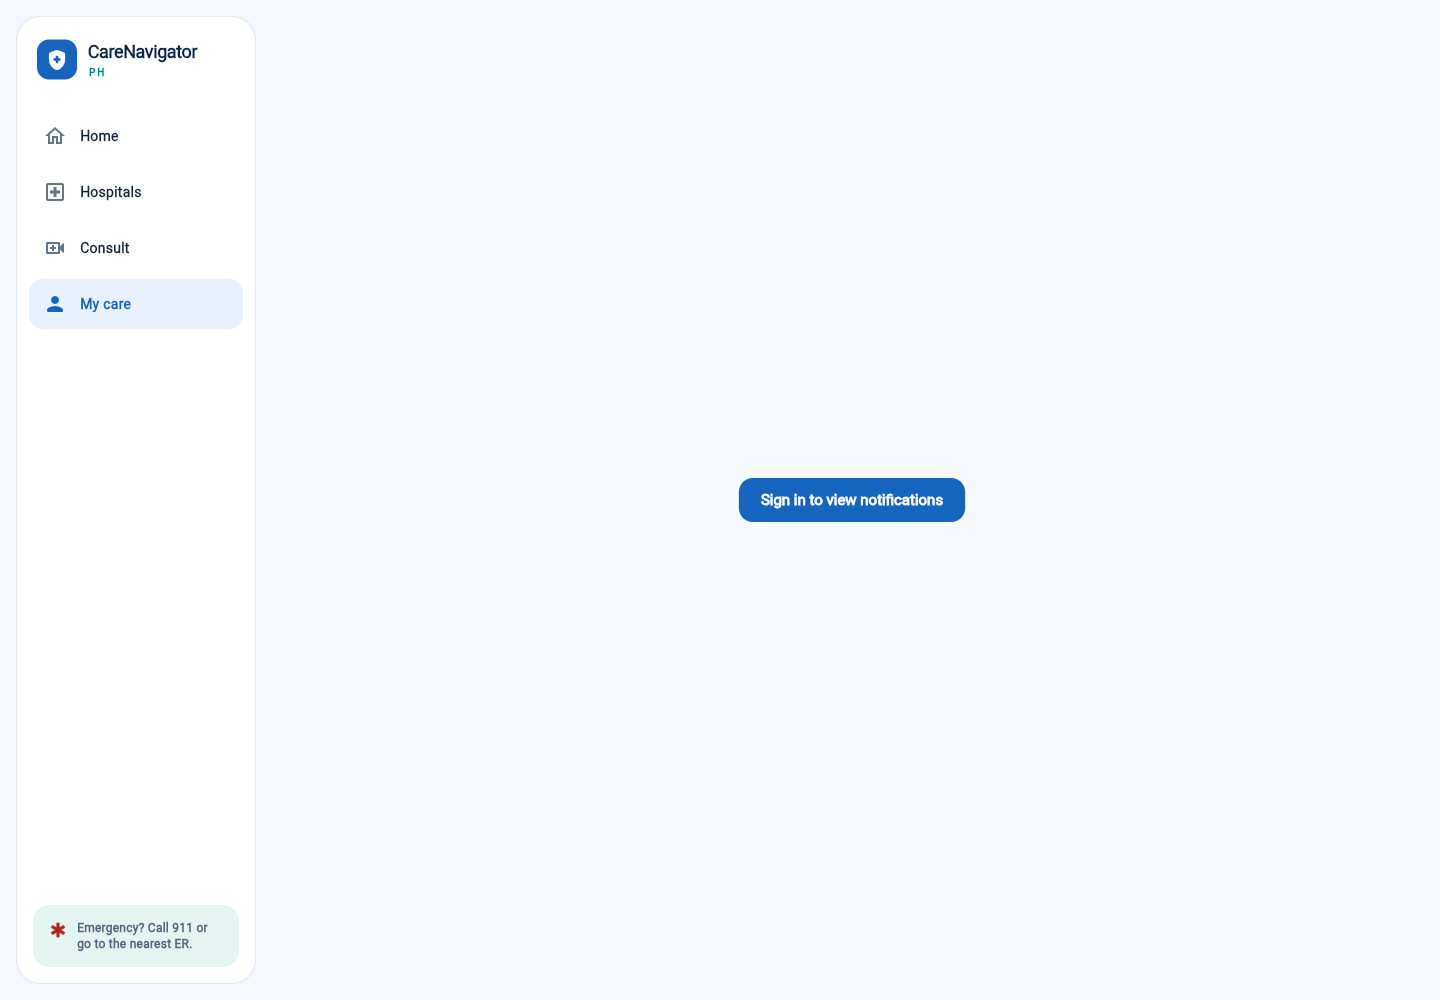 CareNavigator
PH
Home
Hospitals
Consult
My care
Sign in to view notifications
Emergency? Call 911 or
go to the nearest ER.